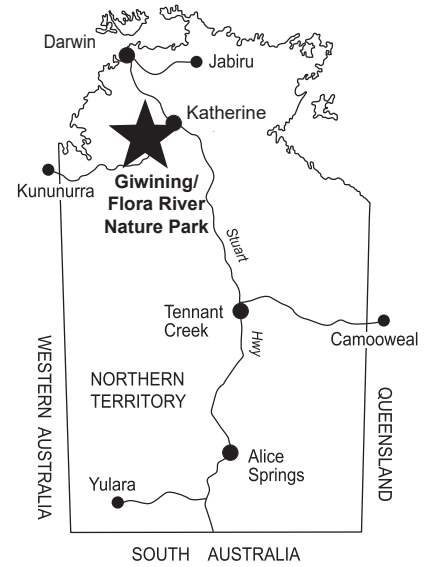 Darwin
Jabiru
Katherine
Kununurra
Giwining/
Flora River
Nature Park
Stuart
Tennant
Creek
Hwy
Camooweal
WESTERN AUSTRALIA
NORTHERN
TERRITORY
QUEENSLAND
Alice
Springs
Yulara
SOUTH AUSTRALIA